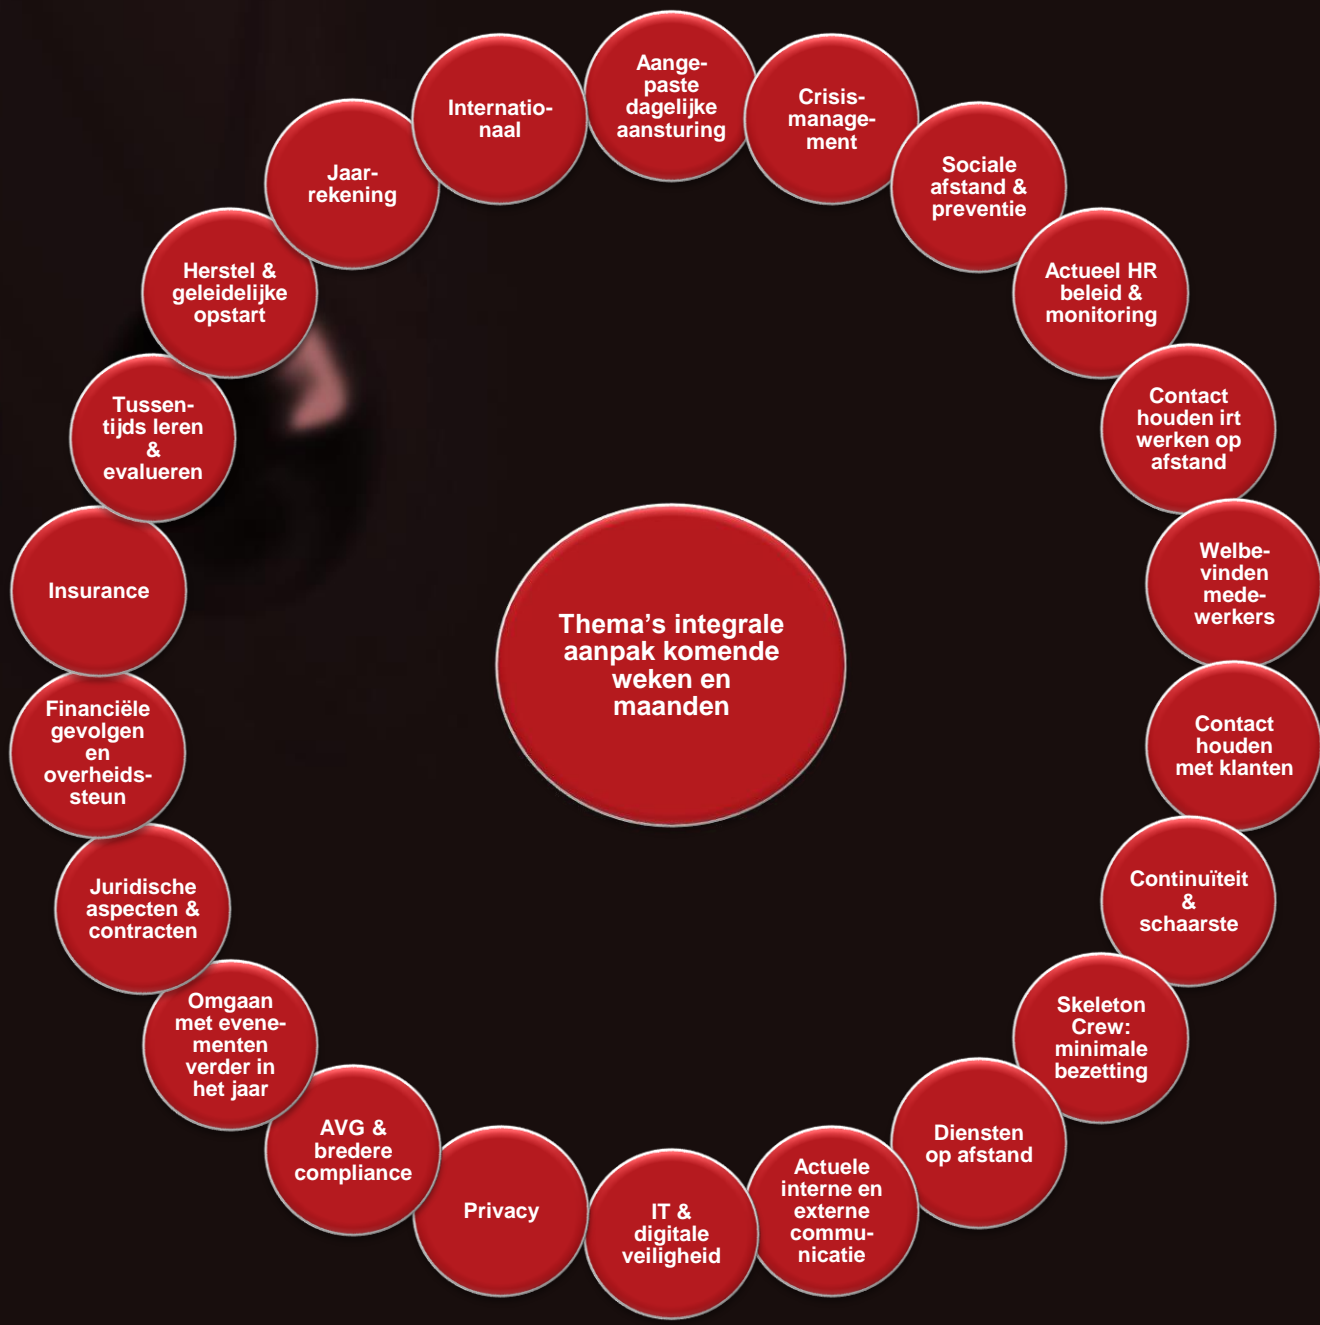 Aange-
paste
dagelijke
aansturing
Crisis-
manage-
ment
Sociale
afstand &
preventie
Actueel HR
beleid &
monitoring
Contact
houden irt
werken op
afstand
Welbe-
vinden
mede-
werkers
Contact
houden
met klanten
Continuïteit
&
schaarste
Skeleton
Crew:
minimale
bezetting
Diensten
op afstand
Actuele
interne en
externe
commu-
nicatie
IT &
digitale
veiligheid
Privacy
AVG &
bredere
compliance
Omgaan
met evene-
menten
verder in
het jaar
Juridische
aspecten &
contracten
Financiële
gevolgen
en
overheids-
steun
Insurance
Tussen-
tijds leren
&
evalueren
Herstel &
geleidelijke
opstart
Jaar-
rekening
Internatio-
naal
Thema’s integrale
aanpak komende
weken en
maanden